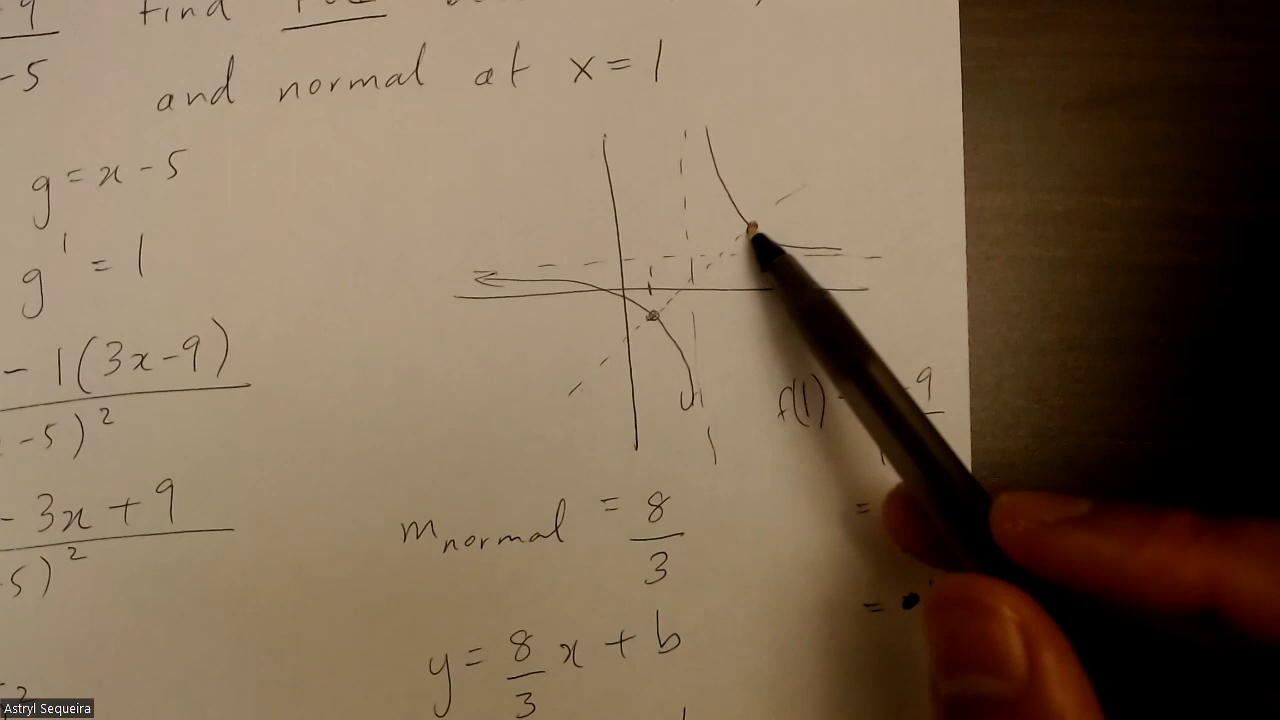 9 find
-5
and normal at x = 1
g = x - 5
g' = 1
- 1(3x-9)
-5)²
- 3x + 9
5)²
f(1) - 9
=
= 
m normal = 8/3
y = 8/3 x + b
Astryl Sequeira